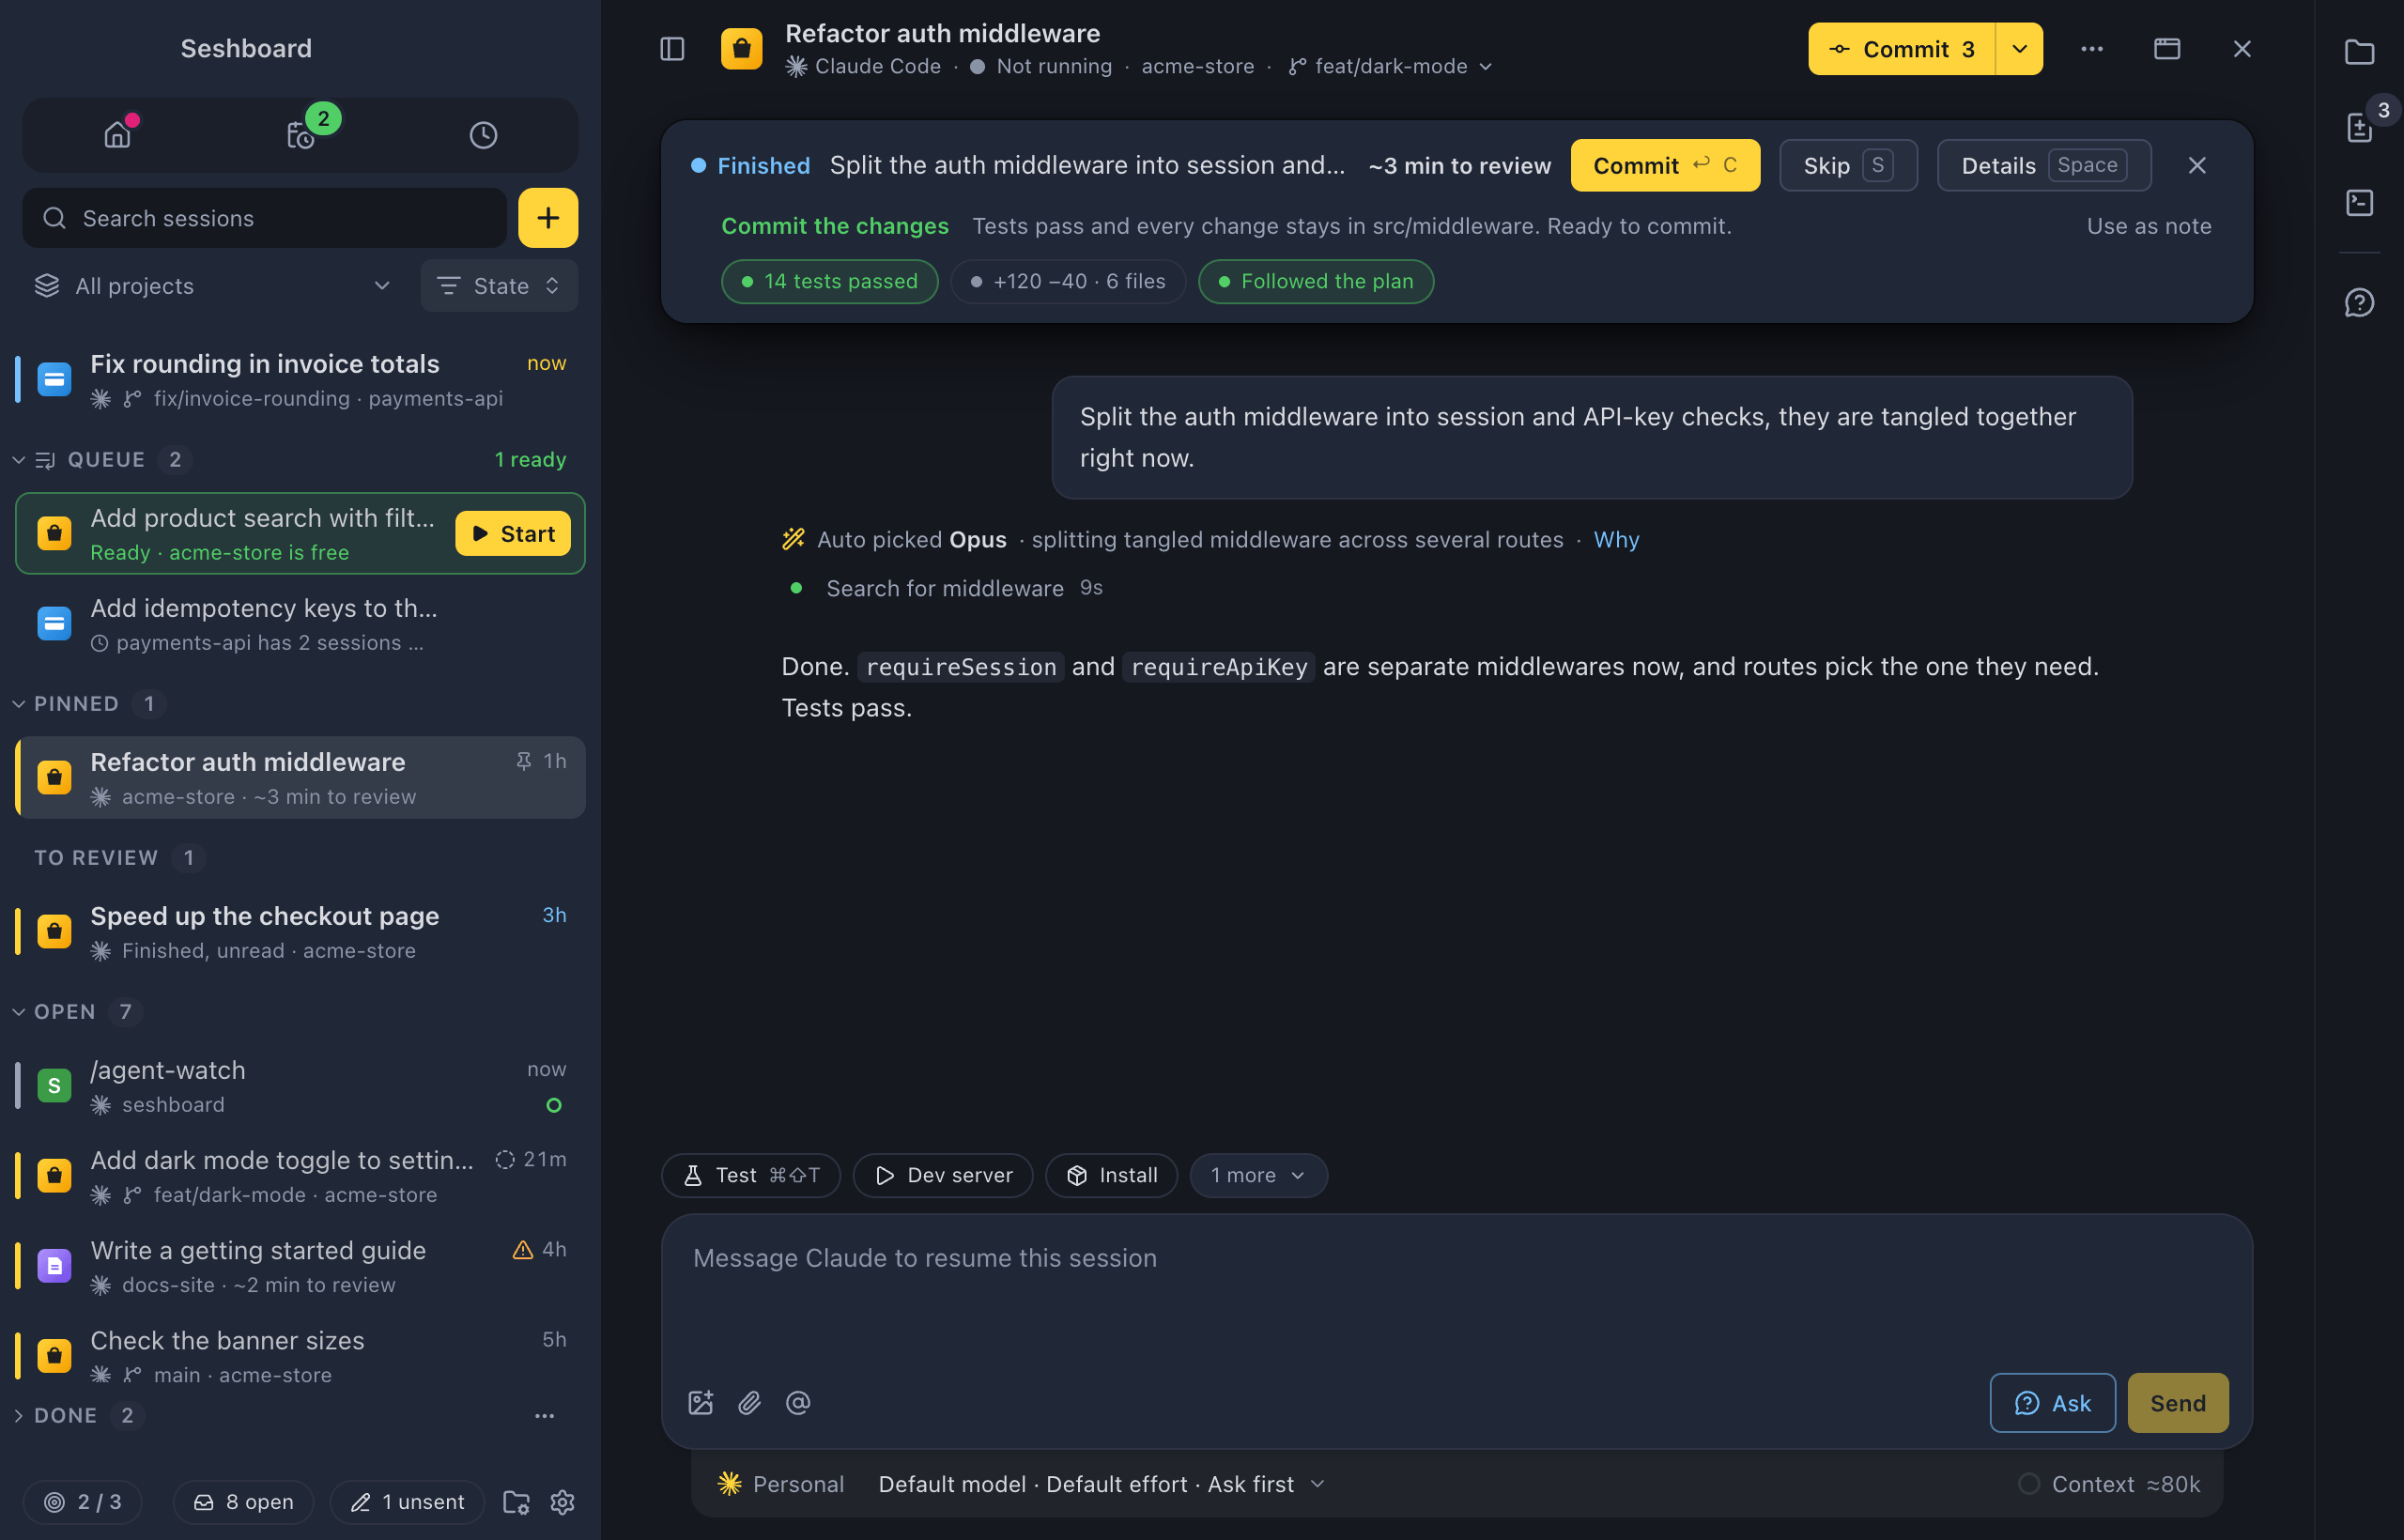 Seshboard
2
Search sessions
All projects
State
Fix rounding in invoice totals now
fix/invoice-rounding · payments-api
QUEUE 2 1 ready
Add product search with filt...
Ready · acme-store is free
Start
Add idempotency keys to th...
payments-api has 2 sessions ...
PINNED 1
Refactor auth middleware 1h
acme-store · ~3 min to review
TO REVIEW 1
Speed up the checkout page 3h
Finished, unread · acme-store
OPEN 7
/agent-watch now
S
seshboard
Add dark mode toggle to settin... 21m
feat/dark-mode · acme-store
Write a getting started guide 4h
docs-site · ~2 min to review
Check the banner sizes 5h
main · acme-store
DONE 2
2 / 3 8 open 1 unsent
Refactor auth middleware
Claude Code · Not running · acme-store · feat/dark-mode
Commit 3
3
Finished Split the auth middleware into session and... ~3 min to review Commit ↩ C Skip S Details Space
Commit the changes Tests pass and every change stays in src/middleware. Ready to commit. Use as note
14 tests passed +120 −40 · 6 files Followed the plan
Split the auth middleware into session and API-key checks, they are tangled together
right now.
Auto picked Opus · splitting tangled middleware across several routes · Why
Search for middleware 9s
Done. requireSession and requireApiKey are separate middlewares now, and routes pick the one they need.
Tests pass.
Test ⌘⇧T Dev server Install 1 more
Message Claude to resume this session
Ask Send
Personal Default model · Default effort · Ask first Context ≈80k